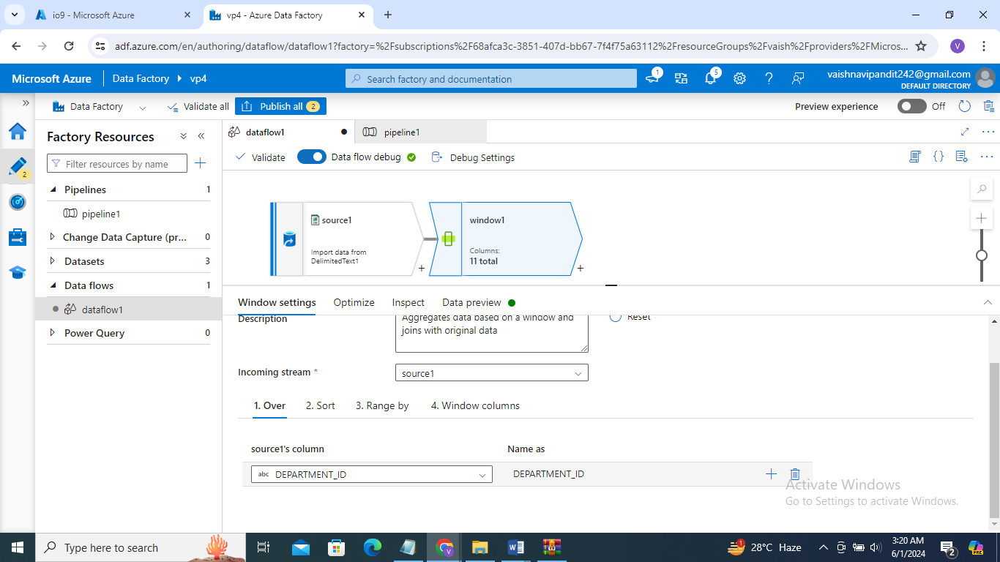 io9 - Microsoft Azure
vp4 - Azure Data Factory
adf.azure.com/en/authoring/dataflow/dataflow1?factory=%2Fsubscriptions%2F68afca3c-3851-407d-bb67-7f4f75a63112%2FresourceGroups%2Fvaish%2Fproviders%2FMicros...
V
Microsoft Azure
Data Factory
vp4
Search factory and documentation
1
5
vaishnavipandit242@gmail.com
DEFAULT DIRECTORY
Data Factory
Validate all
Publish all
2
Preview experience
Off
Factory Resources
dataflow1
pipeline1
Filter resources by name
Validate
Data flow debug
Debug Settings
2
Pipelines
1
pipeline1
Change Data Capture (pr...
0
Datasets
3
Data flows
1
dataflow1
Power Query
0
source1
Import data from
DelimitedText1
+
window1
Columns:
11 total
+
Window settings
Optimize
Inspect
Data preview
Description
Aggregates data based on a window and
joins with original data
Reset
Incoming stream *
source1
1. Over
2. Sort
3. Range by
4. Window columns
source1's column
Name as
abc DEPARTMENT_ID
DEPARTMENT_ID
Activate Windows
Go to Settings to activate Windows.
Type here to search
V
1
28°C Haze
3:20 AM
6/1/2024
2
PRE